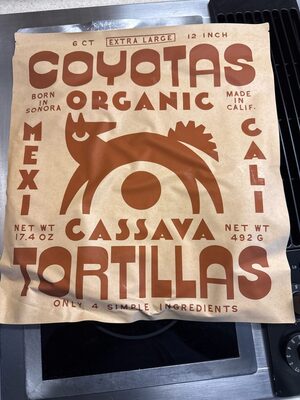 6 CT EXTRA LARGE 12 INCH
COYOTAS
BORN IN SONORA
ORGANIC
MADE IN CALIF.
MEXI
CALI
NET WT 17.4 OZ
CASSAVA
NET WT 492 G
TORTILLAS
ONLY 4 SIMPLE INGREDIENTS